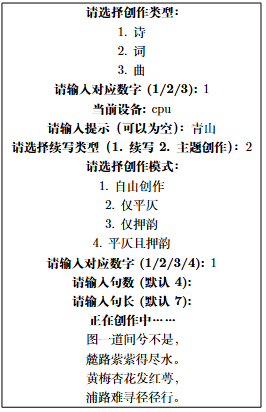 请选择创作类型:
1. 诗
2. 词
3. 曲
请输入对应数字 (1/2/3): 1
当前设备: cpu
请输入提示（可以为空）: 青山
请选择续写类型（1. 续写 2. 主题创作）: 2
请选择创作模式:
1. 自由创作
2. 仅平仄
3. 仅押韵
4. 平仄且押韵
请输入对应数字 (1/2/3/4): 1
请输入句数 (默认 4):
请输入句长 (默认 7):
正在创作中……
图一道间兮不是，
麓路萦萦得尽水。
黄梅杏花发红萼，
浦路难寻径径行。